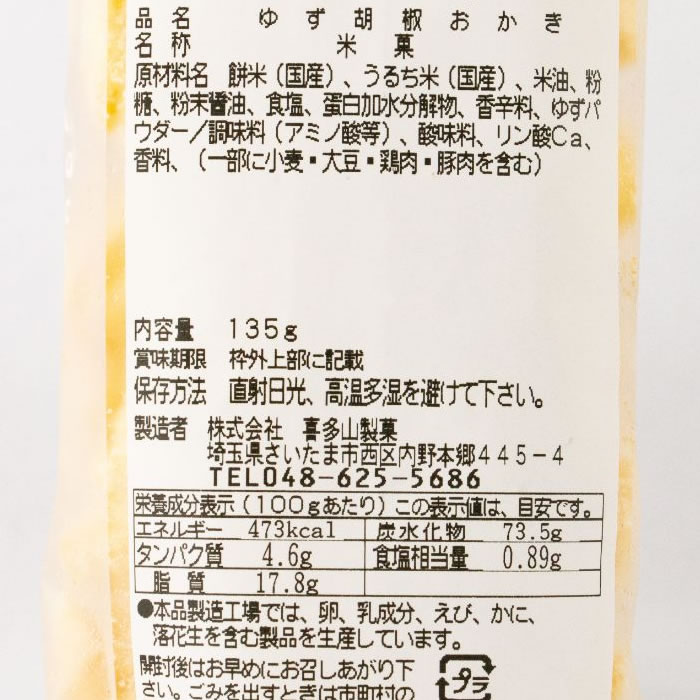 品名 ゆず胡椒おかき
名称 米菓
原材料名 餅米（国産）、うるち米（国産）、米油、粉
糖、粉末醤油、食塩、蛋白加水分解物、香辛料、ゆずパ
ウダー／調味料（アミノ酸等）、酸味料、リン酸Ca、
香料、（一部に小麦・大豆・鶏肉・豚肉を含む）
内容量 135g
賞味期限 枠外上部に記載
保存方法 直射日光、高温多湿を避けて下さい。
製造者 株式会社 喜多山製菓
埼玉県さいたま市西区内野本郷445-4
TEL048-625-5686
栄養成分表示（100gあたり）この表示値は、目安です。
エネルギー 473kcal 炭水化物 73.5g
タンパク質 4.6g 食塩相当量 0.89g
脂質 17.8g
●本品製造工場では、卵、乳成分、えび、かに、
落花生を含む製品を生産しています。
開封後はお早めにお召しあがり下
さい。ごみを出すときは市町村の
プラ